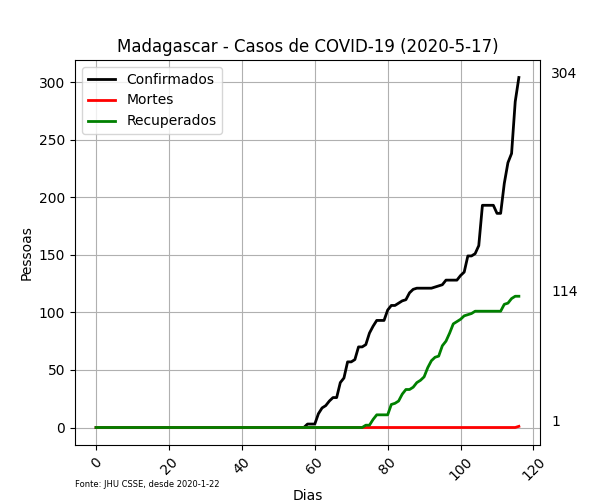 Madagascar - Casos de COVID-19 (2020-5-17)
Confirmados
Mortes
Recuperados
Pessoas
300
250
200
150
100
50
0
304
114
1
0
20
40
60
80
100
120
Dias
Fonte: JHU CSSE, desde 2020-1-22